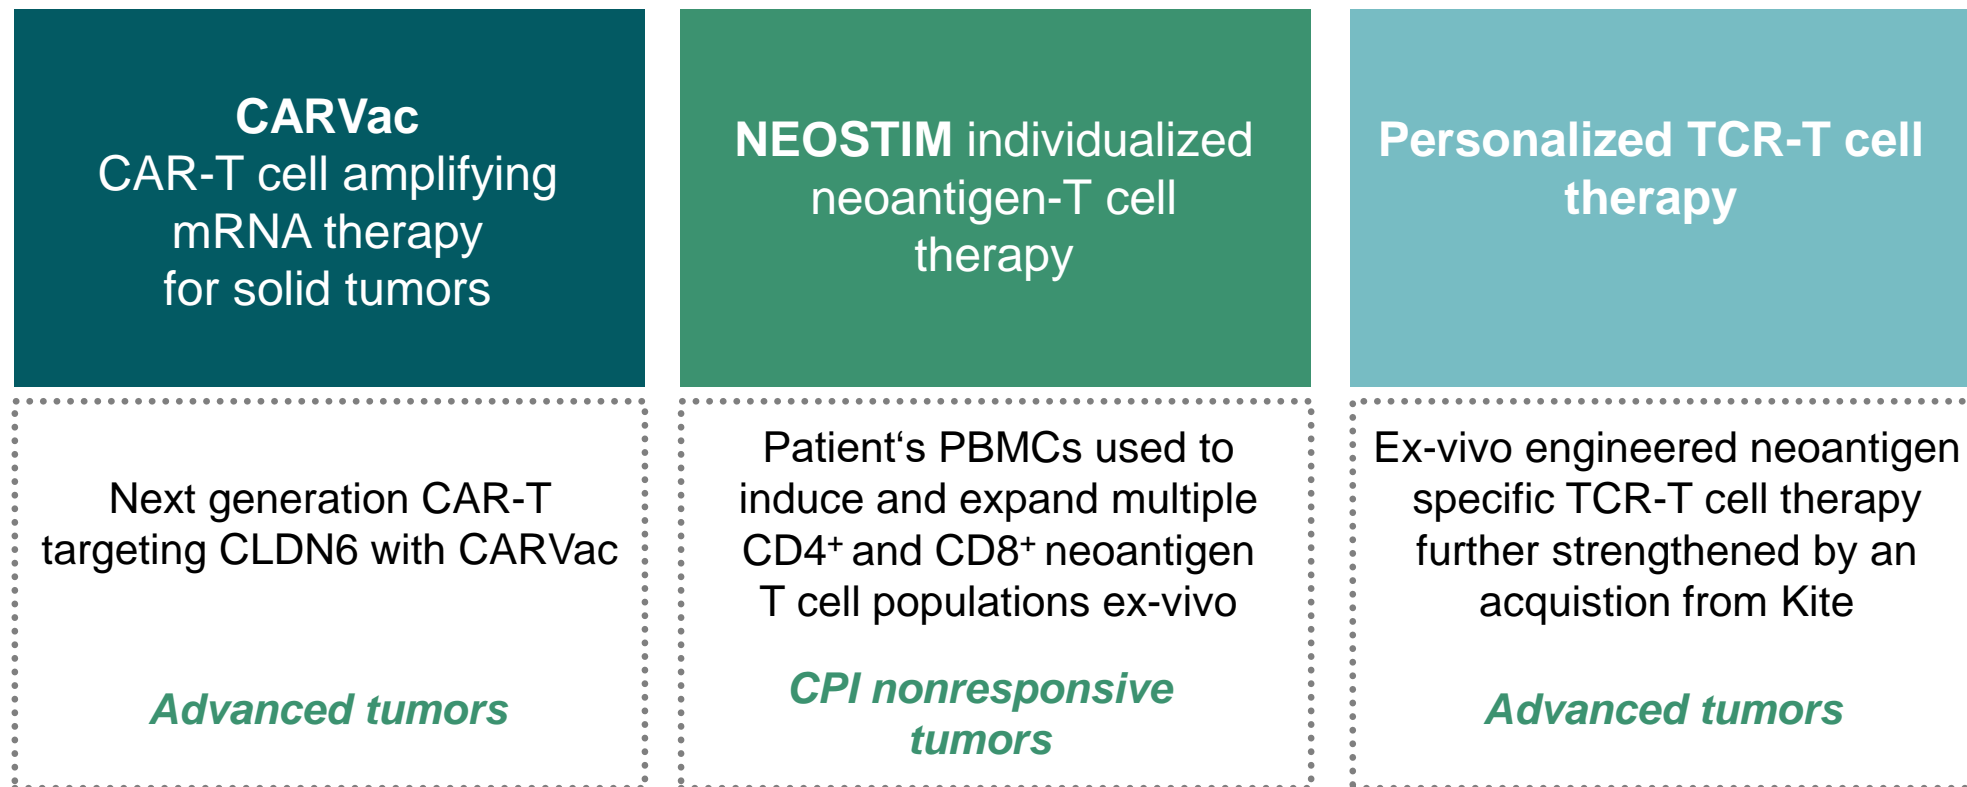 CARVac
CAR-T cell amplifying
mRNA therapy
for solid tumors
Next generation CAR-T
targeting CLDN6 with CARVac
Advanced tumors
NEOSTIM individualized
neoantigen-T cell
therapy
Patient‘s PBMCs used to
induce and expand multiple
CD4⁺ and CD8⁺ neoantigen
T cell populations ex-vivo
CPI nonresponsive
tumors
Personalized TCR-T cell
therapy
Ex-vivo engineered neoantigen
specific TCR-T cell therapy
further strengthened by an
acquistion from Kite
Advanced tumors